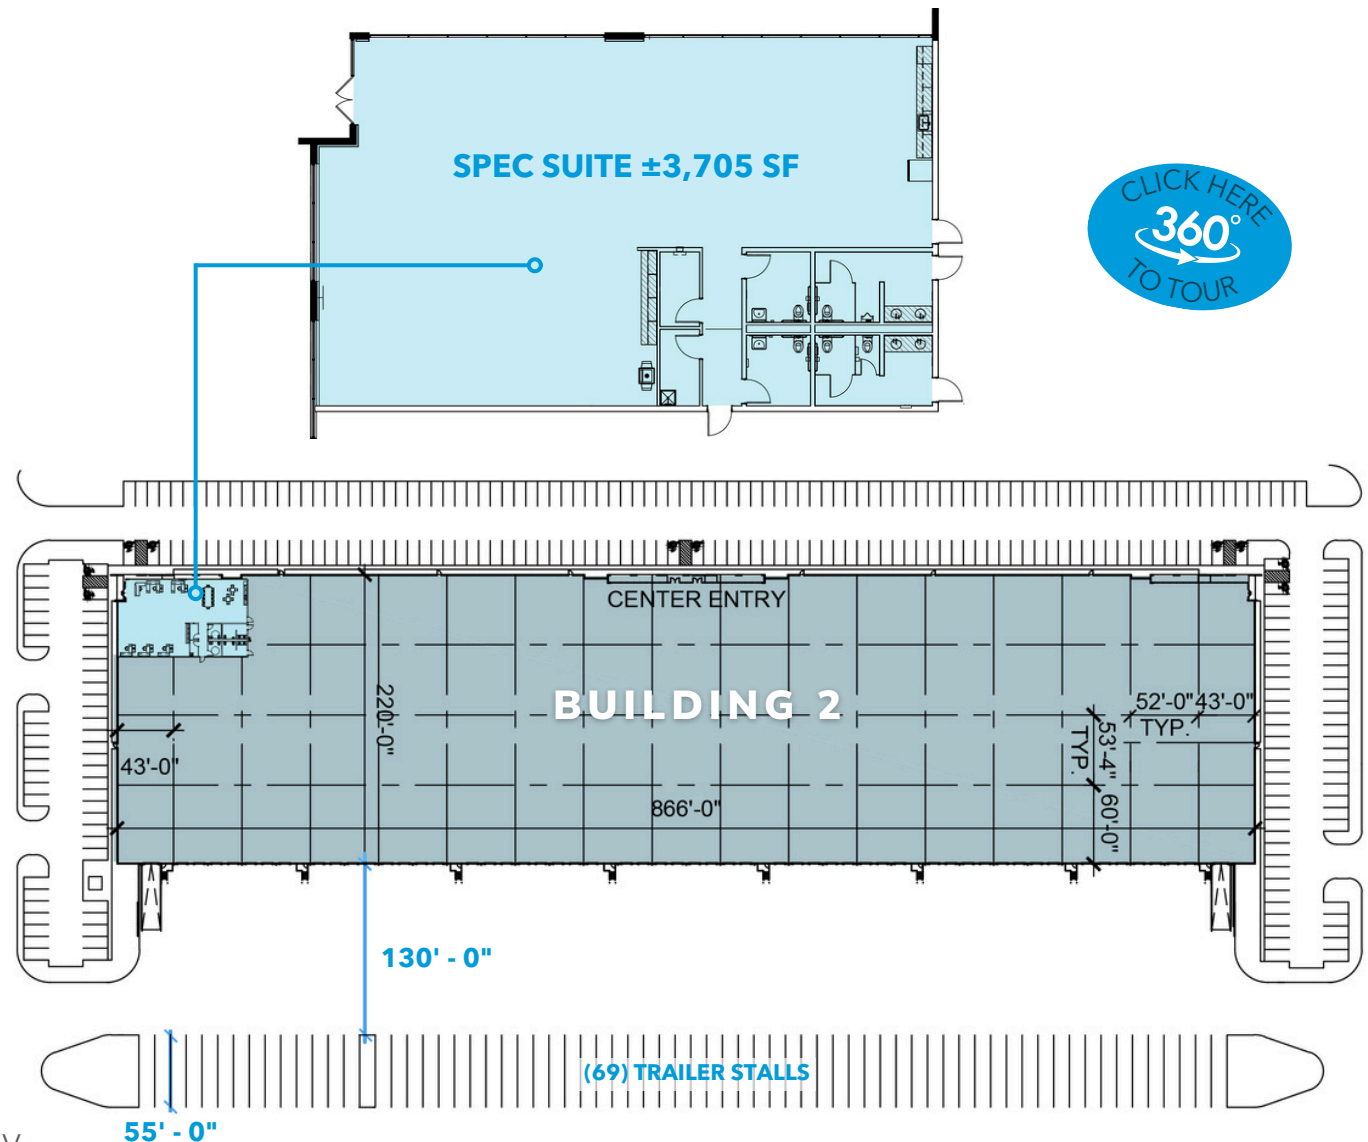 SPEC SUITE ±3,705 SF
CLICK HERE
360°
TO TOUR
CENTER ENTRY
BUILDING 2
220'-0"
52'-0"
43'-0"
TYP.
53'-4"
TYP.
43'-0"
866'-0"
60'-0"
130' - 0"
(69) TRAILER STALLS
55' - 0"